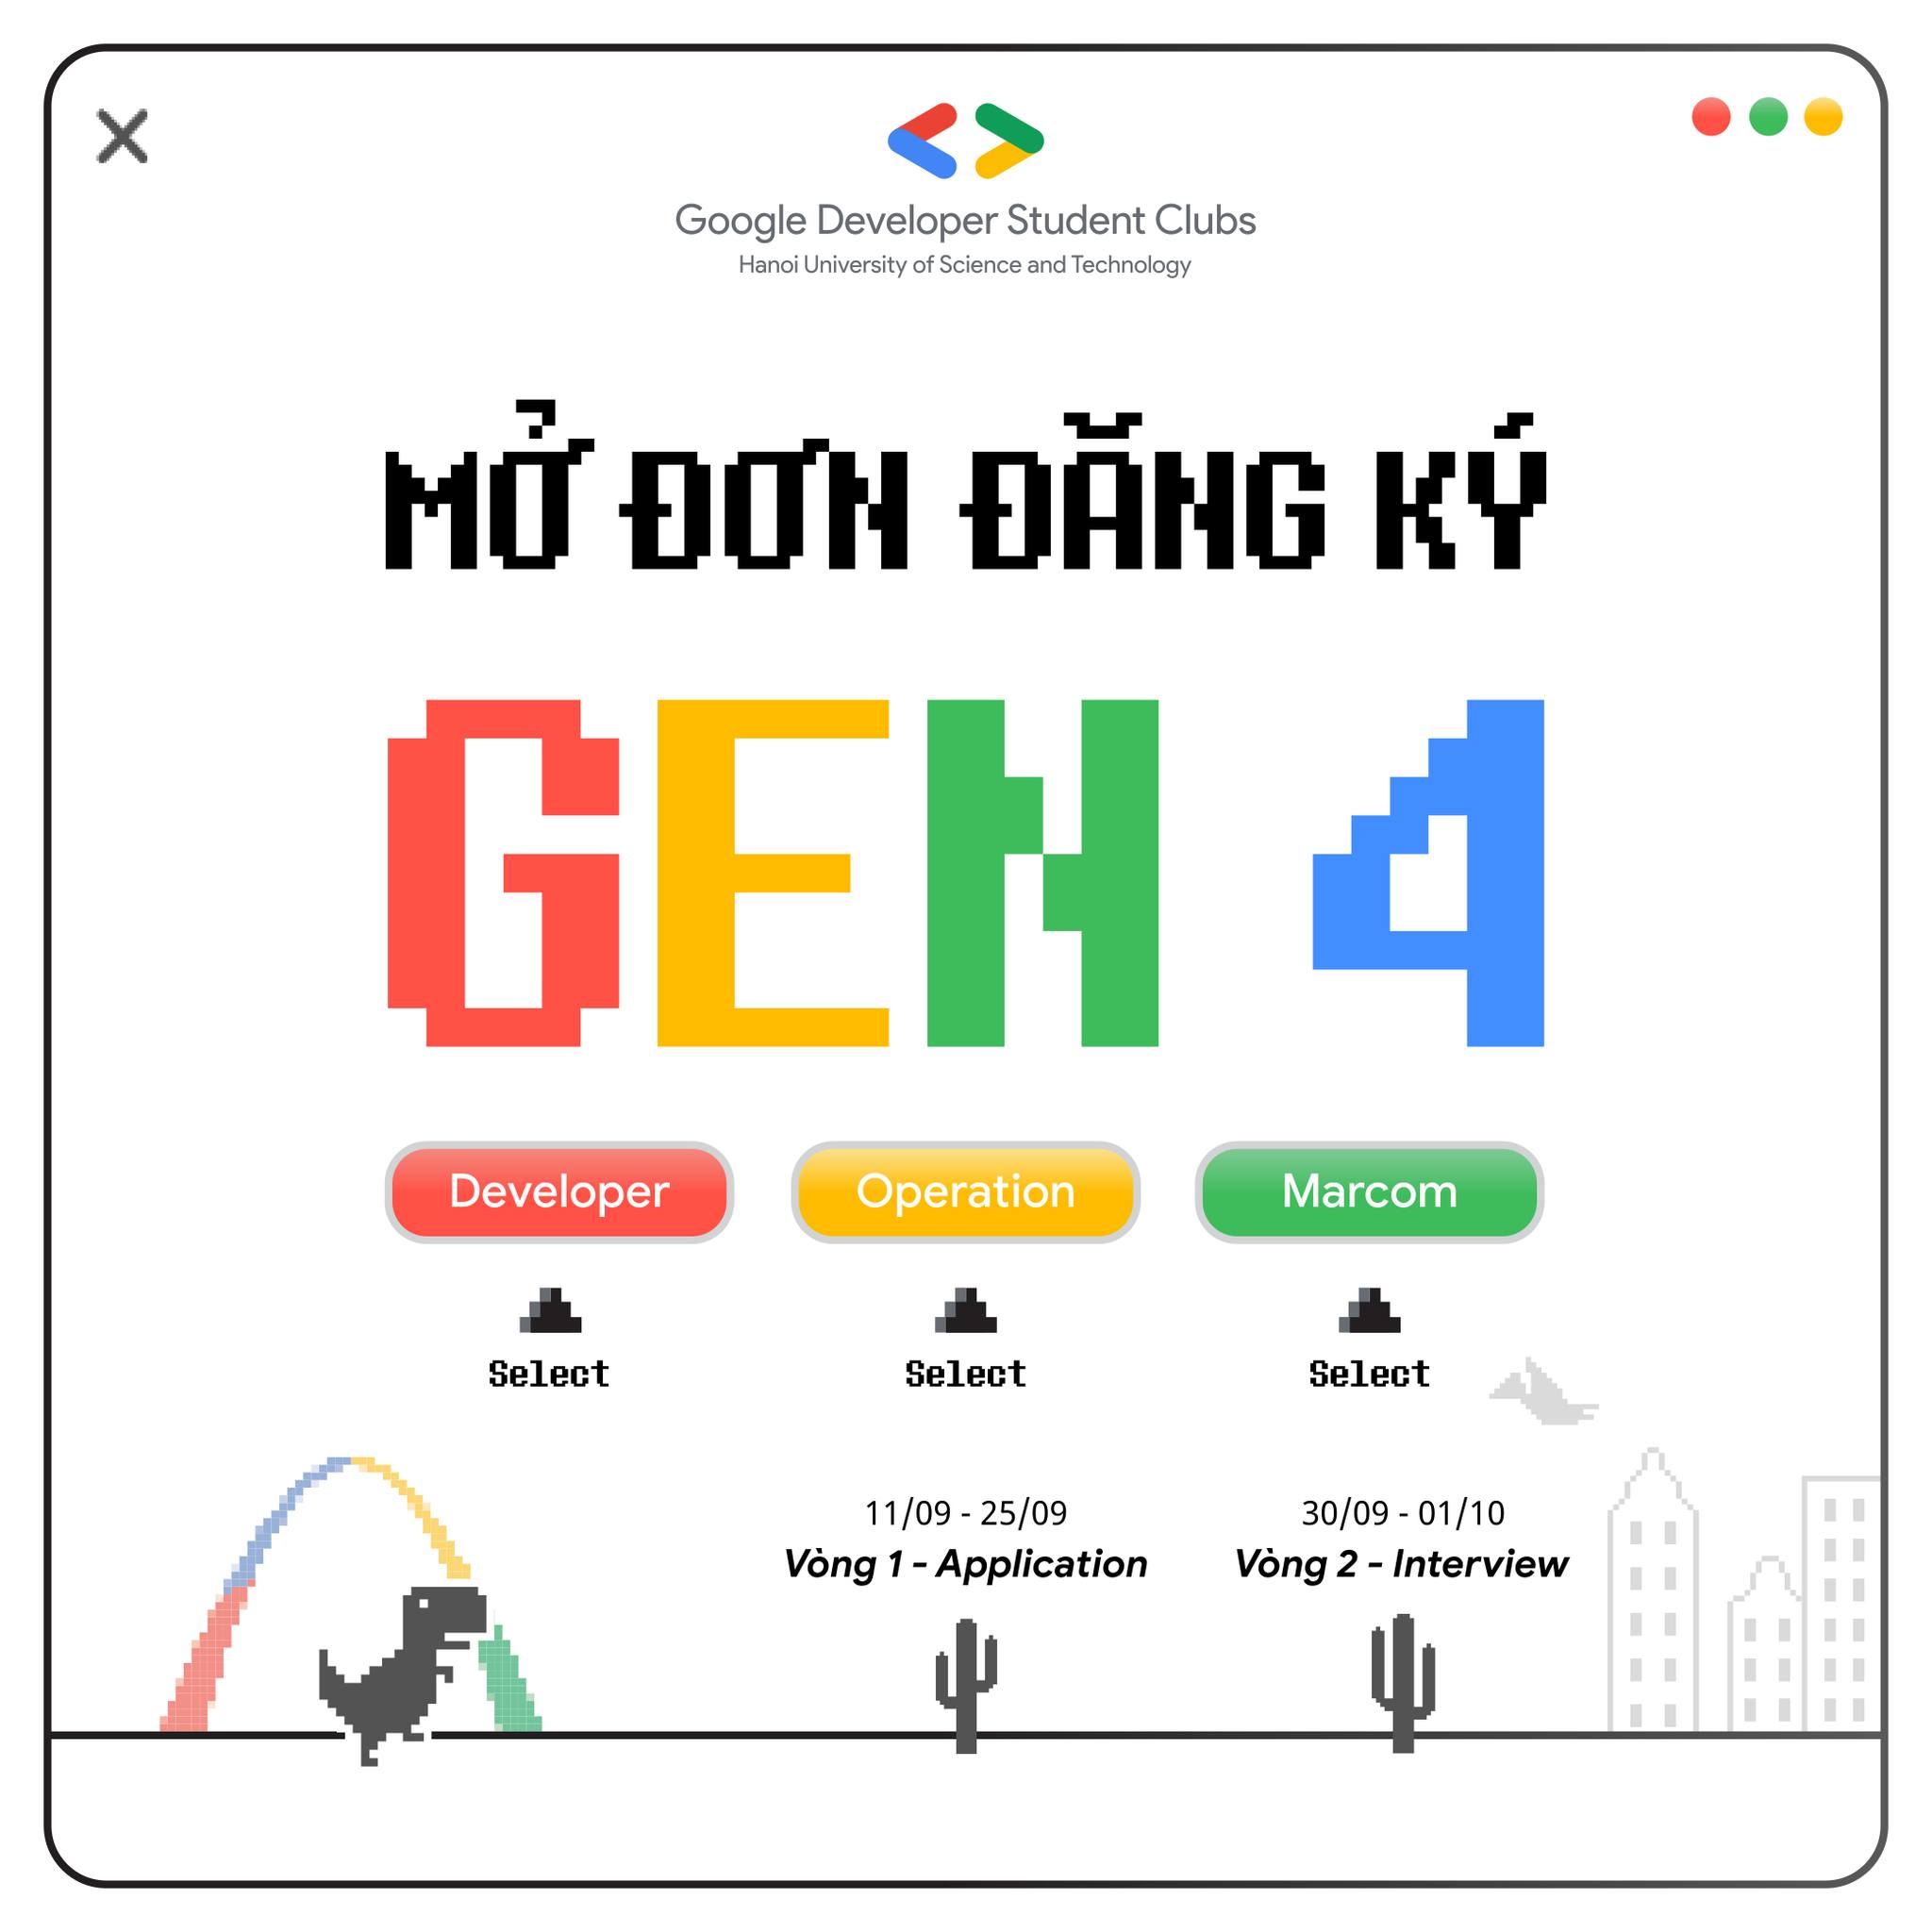 Google Developer Student Clubs
Hanoi University of Science and Technology
MỞ ĐƠN ĐĂNG KÝ
GEN 4
Developer Operation Marcom
Select Select Select
11/09 - 25/09
Vòng 1 - Application
30/09 - 01/10
Vòng 2 - Interview